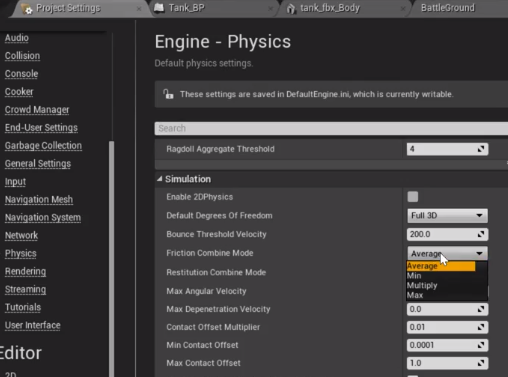 Project Settings
Tank_BP
tank_fbx_Body
BattleGround
Audio
Collision
Console
Cooker
Crowd Manager
End-User Settings
Garbage Collection
General Settings
Input
Navigation Mesh
Navigation System
Network
Physics
Rendering
Streaming
Tutorials
User Interface
Editor
2D
Engine - Physics
Default physics settings.
These settings are saved in DefaultEngine.ini, which is currently writable.
Search
Ragdoll Aggregate Threshold 4
Simulation
Enable 2DPhysics
Default Degrees Of Freedom Full 3D
Bounce Threshold Velocity 200.0
Friction Combine Mode Average
Average
Min
Multiply
Max
Restitution Combine Mode
Max Angular Velocity
Max Depenetration Velocity 0.0
Contact Offset Multiplier 0.01
Min Contact Offset 0.0001
Max Contact Offset 1.0